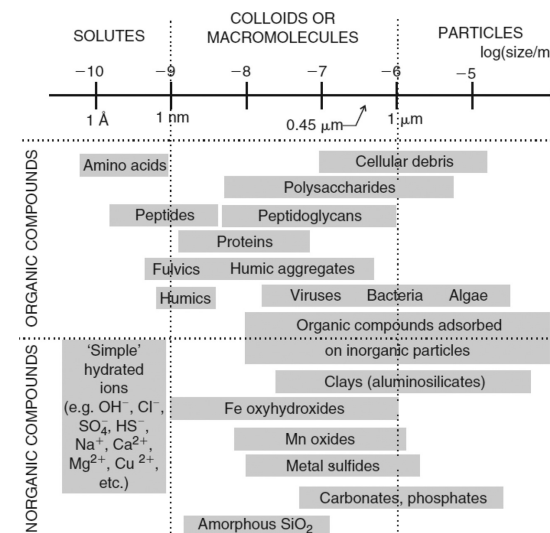 SOLUTES
COLLOIDS OR
MACROMOLECULES
PARTICLES
log(size/m
−10
−9
−8
−7
−6
−5
1 Å
1 nm
0.45 μm
1 μm
ORGANIC COMPOUNDS
Amino acids
Cellular debris
Polysaccharides
Peptides
Peptidoglycans
Proteins
Fulvics
Humic aggregates
Humics
Viruses
Bacteria
Algae
Organic compounds adsorbed
on inorganic particles
NORGANIC COMPOUNDS
'Simple'
hydrated
ions
(e.g. OH⁻, Cl⁻,
SO₄⁻, HS⁻,
Na⁺, Ca²⁺,
Mg²⁺, Cu ²⁺,
etc.)
Clays (aluminosilicates)
Fe oxyhydroxides
Mn oxides
Metal sulfides
Carbonates, phosphates
Amorphous SiO₂